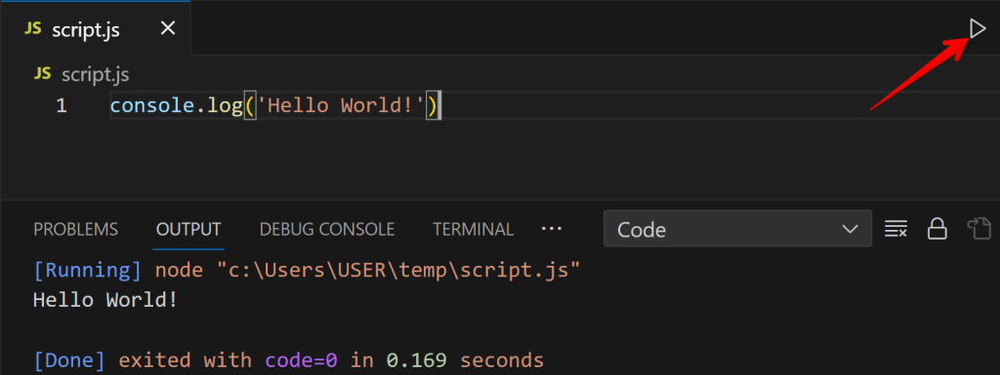 JS script.js
JS script.js
1 console.log('Hello World!')
PROBLEMS OUTPUT DEBUG CONSOLE TERMINAL ··· Code
[Running] node "c:\Users\USER\temp\script.js"
Hello World!
[Done] exited with code=0 in 0.169 seconds